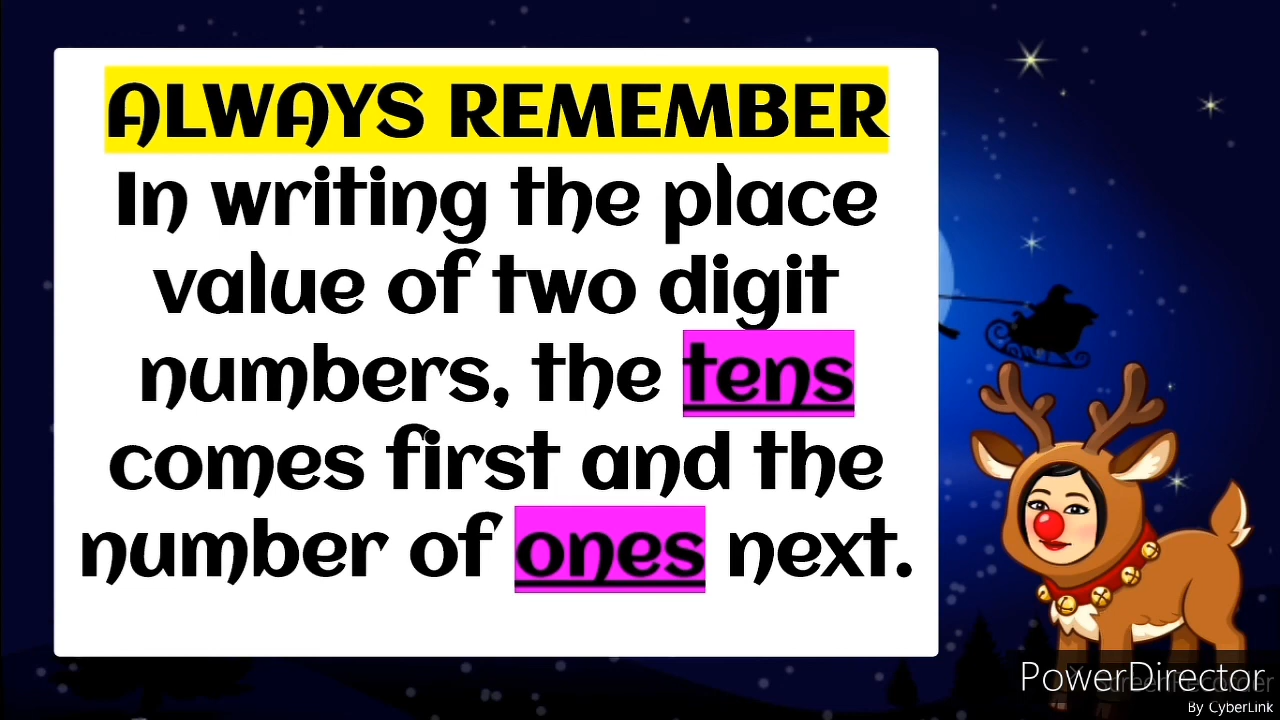 ALWAYS REMEMBER
In writing the place
value of two digit
numbers, the tens
comes first and the
number of ones next.
PowerDirector
By CyberLink